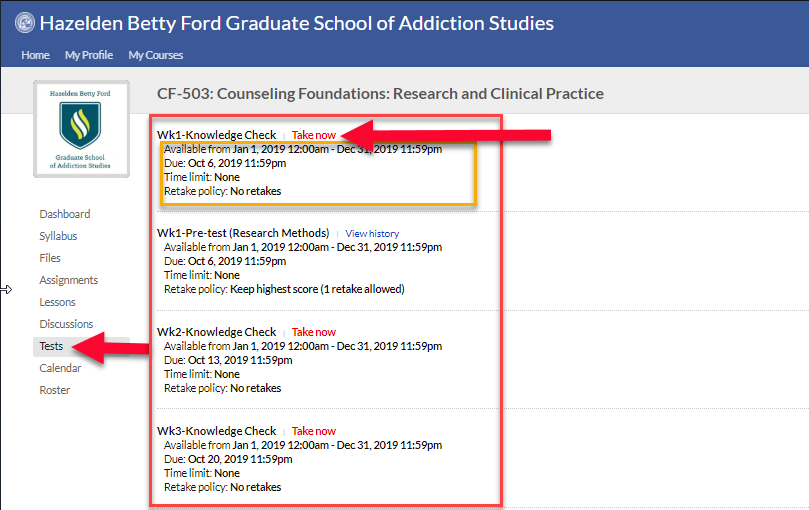 Hazelden Betty Ford Graduate School of Addiction Studies
Home My Profile My Courses
Hazelden Betty Ford
Graduate School
of Addiction Studies
CF-503: Counseling Foundations: Research and Clinical Practice
Dashboard
Syllabus
Files
Assignments
Lessons
Discussions
Tests
Calendar
Roster
Wk1-Knowledge Check | Take now
Available from Jan 1, 2019 12:00am - Dec 31, 2019 11:59pm
Due: Oct 6, 2019 11:59pm
Time limit: None
Retake policy: No retakes
Wk1-Pre-test (Research Methods) | View history
Available from Jan 1, 2019 12:00am - Dec 31, 2019 11:59pm
Due: Oct 6, 2019 11:59pm
Time limit: None
Retake policy: Keep highest score (1 retake allowed)
Wk2-Knowledge Check | Take now
Available from Jan 1, 2019 12:00am - Dec 31, 2019 11:59pm
Due: Oct 13, 2019 11:59pm
Time limit: None
Retake policy: No retakes
Wk3-Knowledge Check | Take now
Available from Jan 1, 2019 12:00am - Dec 31, 2019 11:59pm
Due: Oct 20, 2019 11:59pm
Time limit: None
Retake policy: No retakes